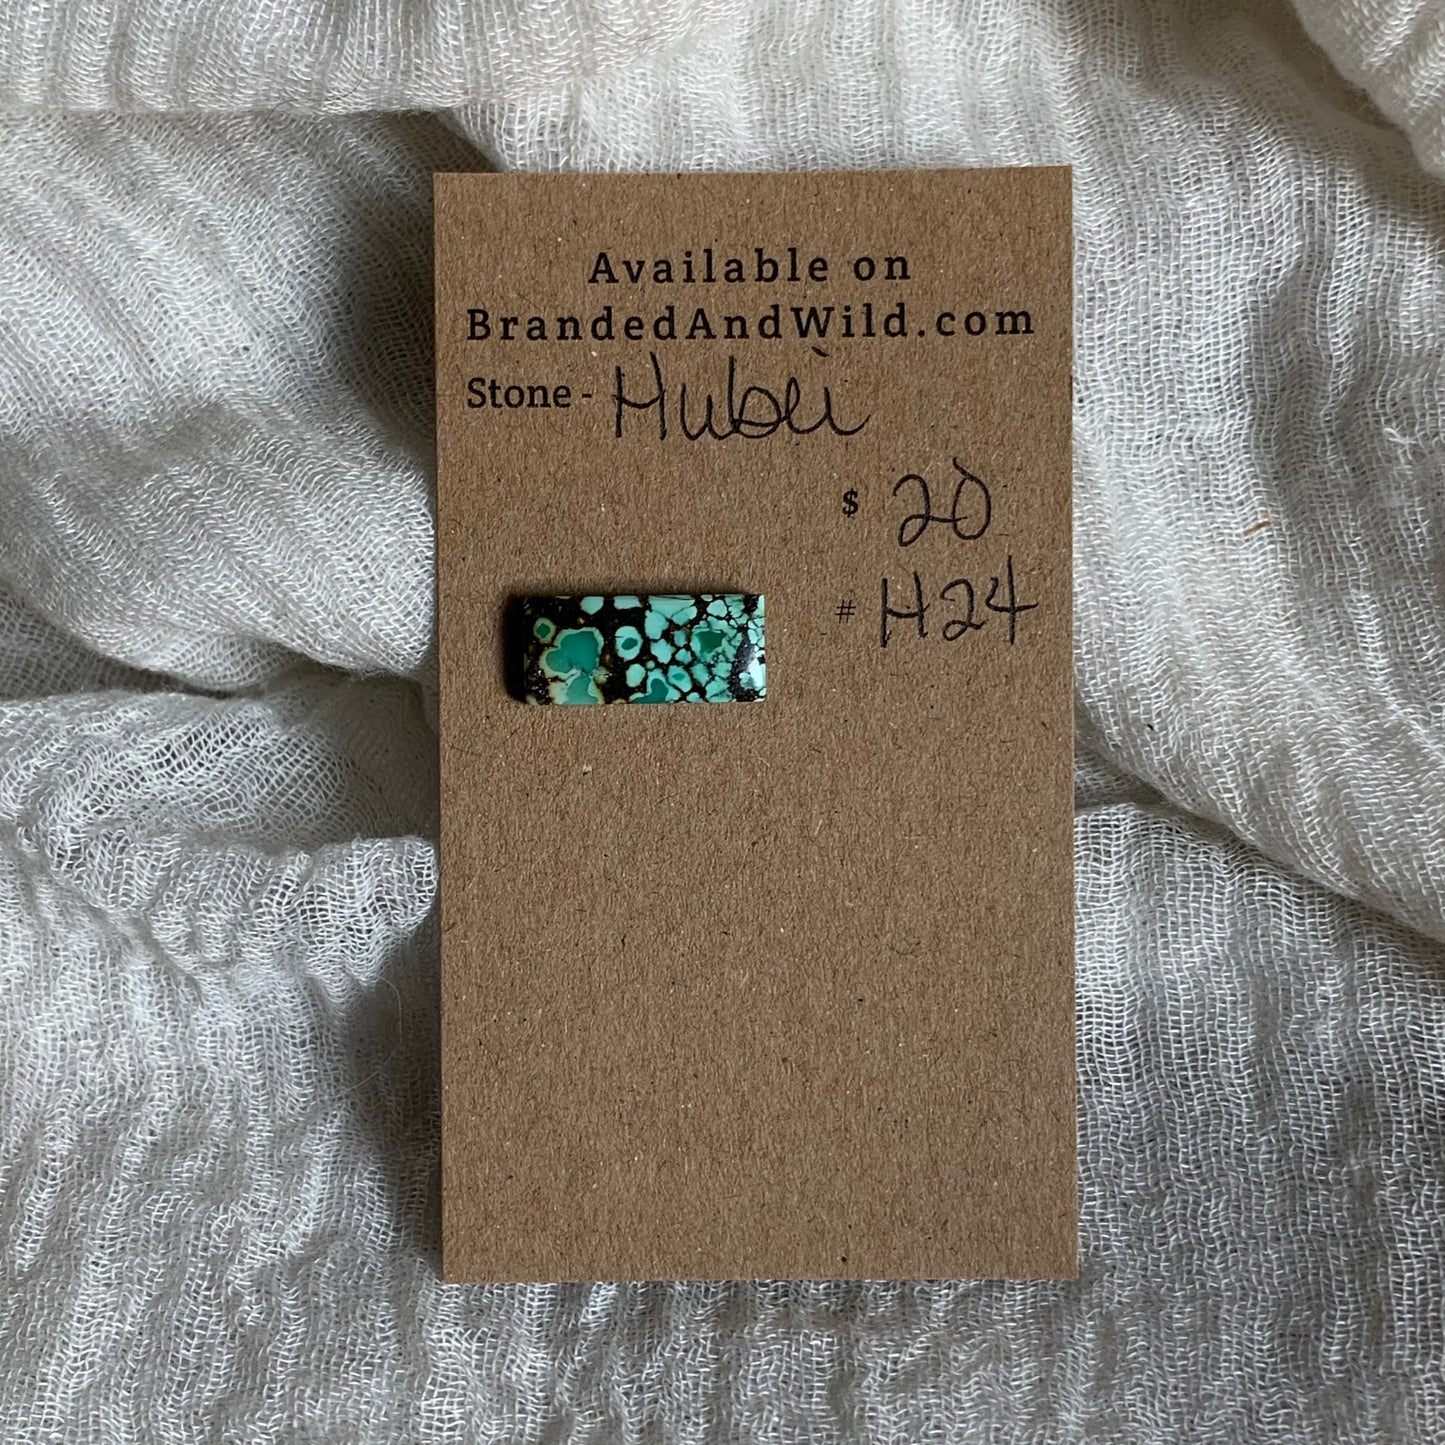 Available on
BrandedAndWild.com
Stone - Hubei
$ 20
# H24